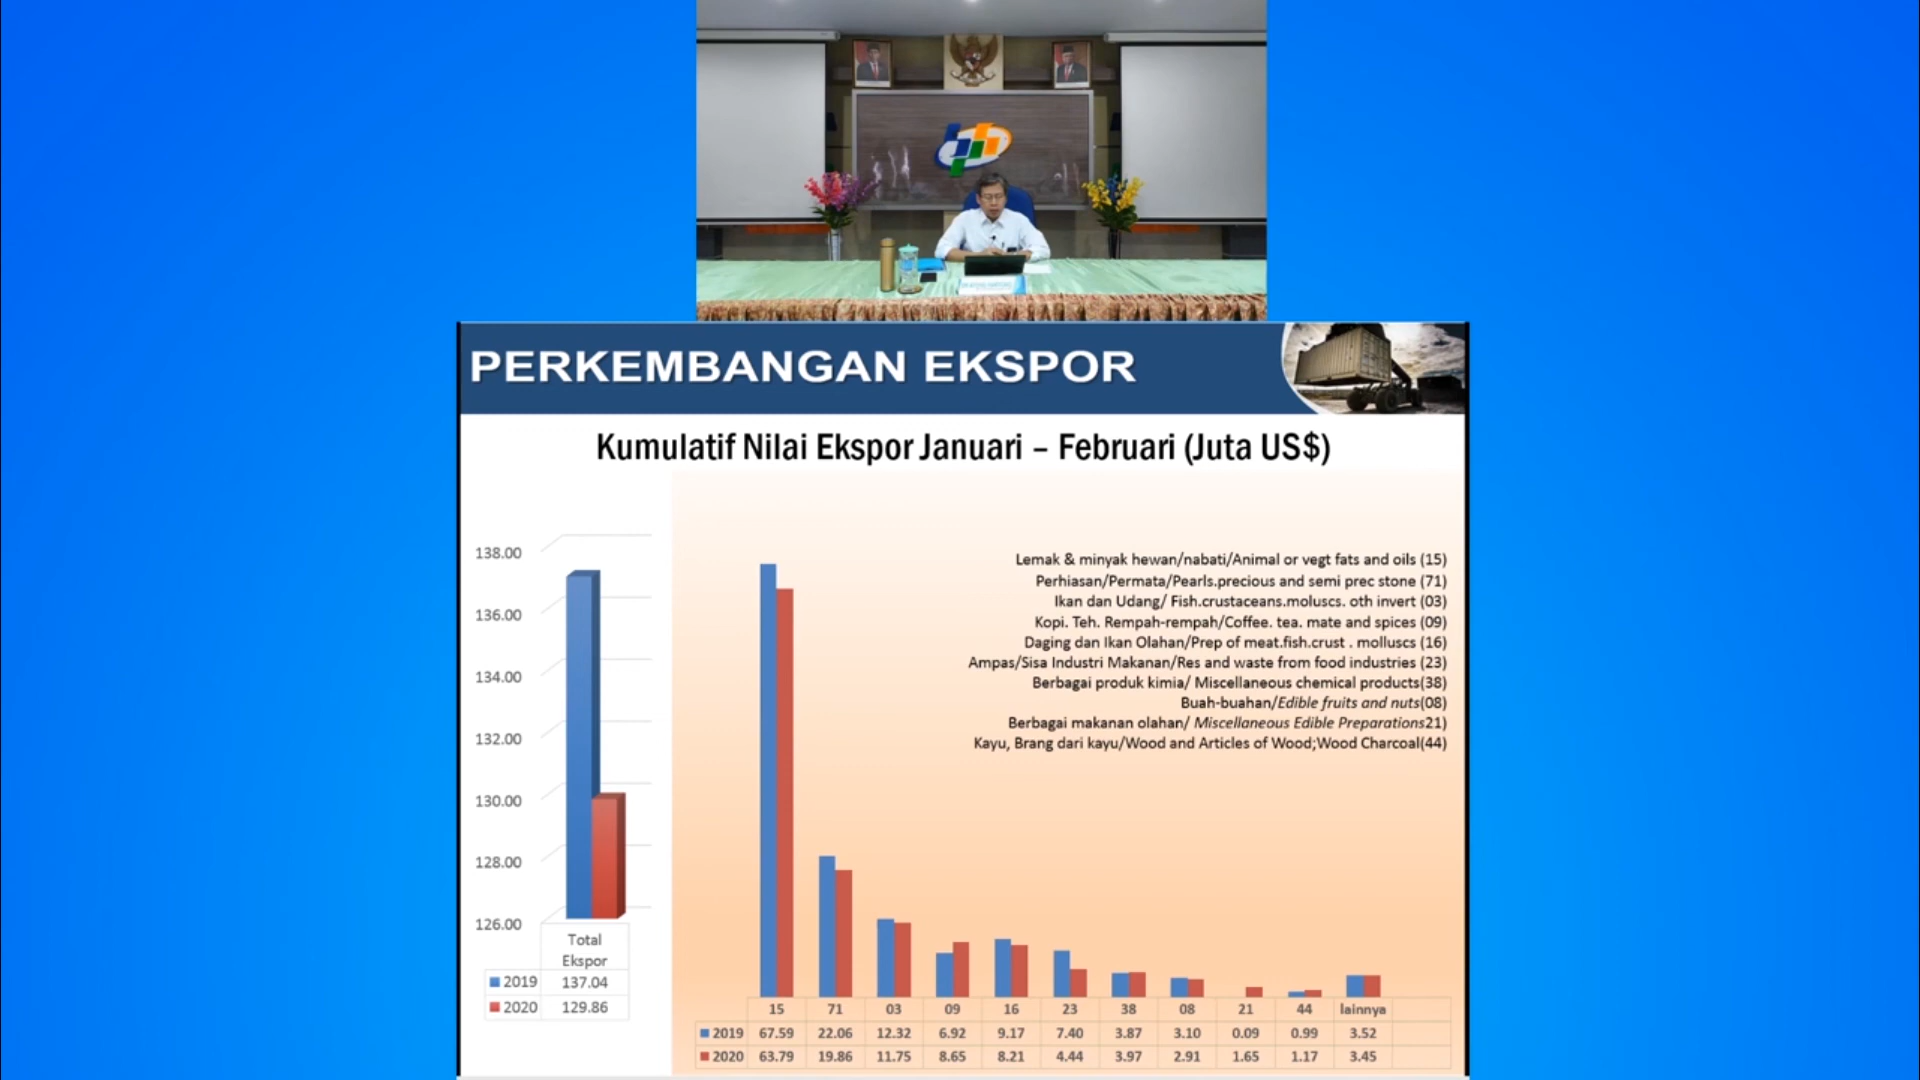 PERKEMBANGAN EKSPOR
Kumulatif Nilai Ekspor Januari – Februari (Juta US$)
138.00
136.00
134.00
132.00
130.00
128.00
126.00
Total
Ekspor
2019 137.04
2020 129.86
Lemak & minyak hewan/nabati/Animal or vegt fats and oils (15)
Perhiasan/Permata/Pearls.precious and semi prec stone (71)
Ikan dan Udang/ Fish.crustaceans.moluscs. oth invert (03)
Kopi. Teh. Rempah-rempah/Coffee. tea. mate and spices (09)
Daging dan Ikan Olahan/Prep of meat.fish.crust . molluscs (16)
Ampas/Sisa Industri Makanan/Res and waste from food industries (23)
Berbagai produk kimia/ Miscellaneous chemical products(38)
Buah-buahan/Edible fruits and nuts(08)
Berbagai makanan olahan/ Miscellaneous Edible Preparations21)
Kayu, Brang dari kayu/Wood and Articles of Wood;Wood Charcoal(44)
15 71 03 09 16 23 38 08 21 44 lainnya
2019 67.59 22.06 12.32 6.92 9.17 7.40 3.87 3.10 0.09 0.99 3.52
2020 63.79 19.86 11.75 8.65 8.21 4.44 3.97 2.91 1.65 1.17 3.45